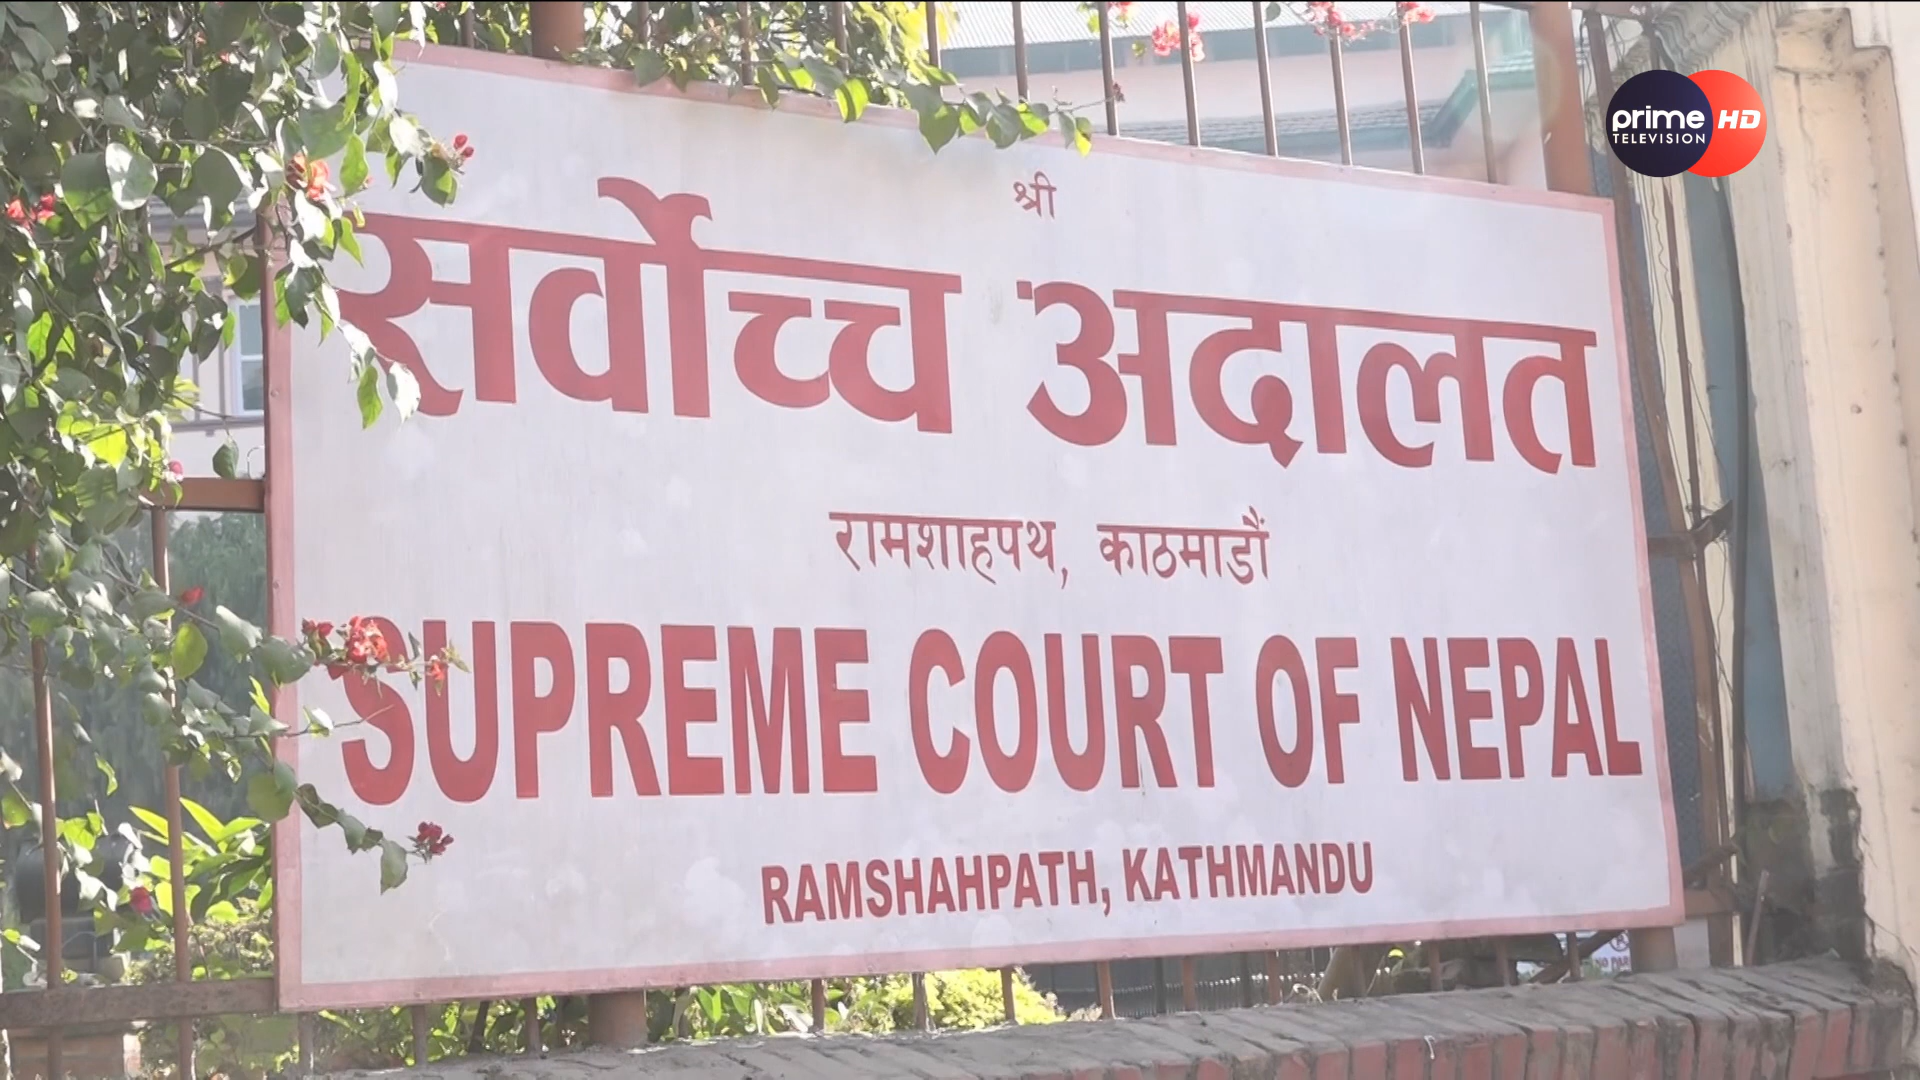 prime HD
TELEVISION
श्री
सर्वोच्च अदालत
रामशाहपथ, काठमाडौं
SUPREME COURT OF NEPAL
RAMSHAHPATH, KATHMANDU